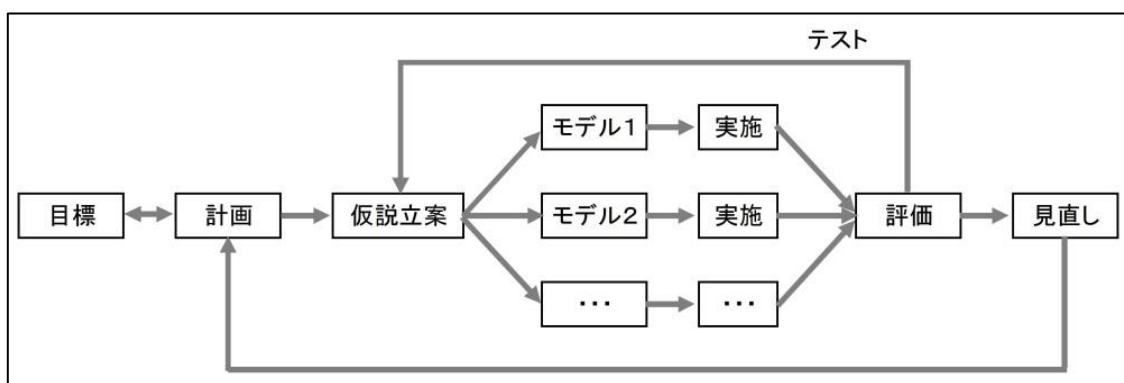 テスト
モデル1
実施
目標
計画
仮説立案
モデル2
実施
評価
見直し
・・・
・・・